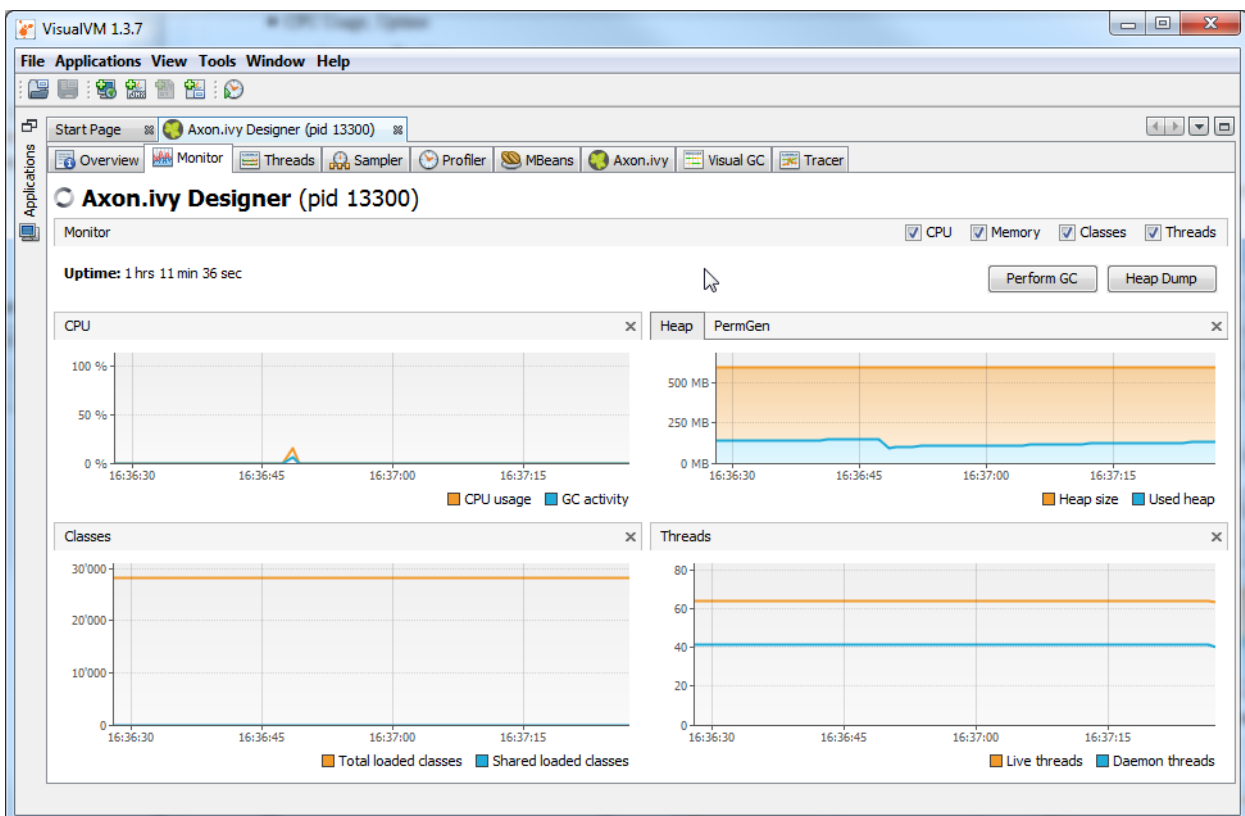 VisualVM 1.3.7
File Applications View Tools Window Help
Applications
Start Page Axon.ivy Designer (pid 13300)
Overview Monitor Threads Sampler Profiler MBeans Axon.ivy Visual GC Tracer
Axon.ivy Designer (pid 13300)
Monitor CPU Memory Classes Threads
Uptime: 1 hrs 11 min 36 sec Perform GC Heap Dump
CPU
100 %
50 %
0 %
16:36:30 16:36:45 16:37:00 16:37:15
CPU usage GC activity
Heap PermGen
500 MB
250 MB
0 MB
16:36:30 16:36:45 16:37:00 16:37:15
Heap size Used heap
Classes
30'000
20'000
10'000
0
16:36:30 16:36:45 16:37:00 16:37:15
Total loaded classes Shared loaded classes
Threads
80
60
40
20
0
16:36:30 16:36:45 16:37:00 16:37:15
Live threads Daemon threads